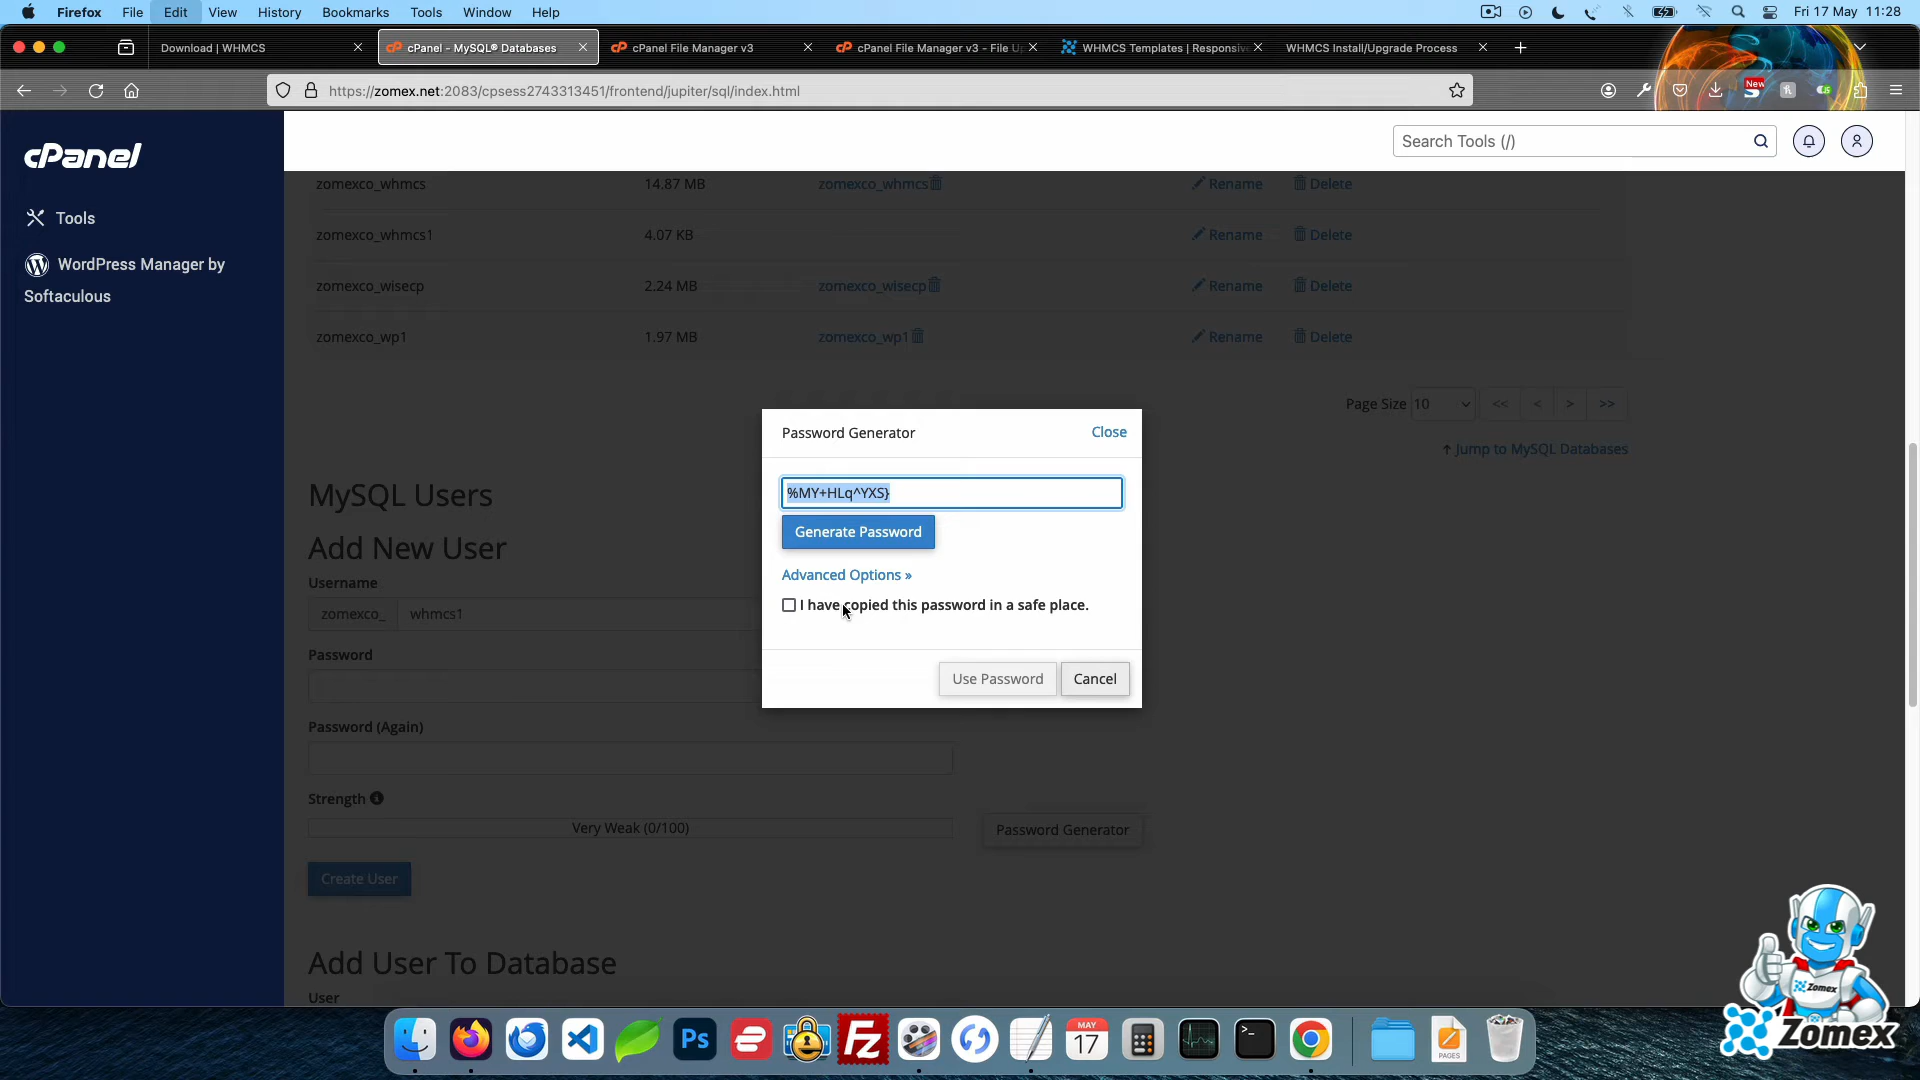 Firefox File Edit View History Bookmarks Tools Window Help Fri 17 May 11:28
Download | WHMCS cPanel - MySQL® Databases cPanel File Manager v3 cPanel File Manager v3 - File U WHMCS Templates | Responsiv WHMCS Install/Upgrade Process
https://zomex.net:2083/cpsess2743313451/frontend/jupiter/sql/index.html New
cPanel Search Tools (/)
Tools
WordPress Manager by
Softaculous
zomexco_whmcs 14.87 MB zomexco_whmcs Rename Delete
zomexco_whmcs1 4.07 KB Rename Delete
zomexco_wisecp 2.24 MB zomexco_wisecp Rename Delete
zomexco_wp1 1.97 MB zomexco_wp1 Rename Delete
Page Size 10 << < > >>
Jump to MySQL Databases
Password Generator Close
%MY+HLq^YXS}
Generate Password
Advanced Options »
I have copied this password in a safe place.
Use Password Cancel
MySQL Users
Add New User
Username
zomexco_ whmcs1
Password
Password (Again)
Strength
Very Weak (0/100) Password Generator
Create User
Add User To Database
User
Zomex
Zomex
Ps
MAY
17
PAGES